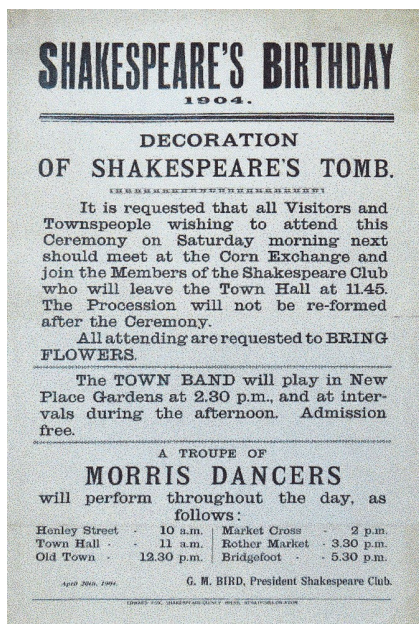 SHAKESPEARE'S BIRTHDAY
1904.
DECORATION
OF SHAKESPEARE'S TOMB.
It is requested that all Visitors and
Townspeople wishing to attend this
Ceremony on Saturday morning next
should meet at the Corn Exchange and
join the Members of the Shakespeare Club
who will leave the Town Hall at 11.45.
The Procession will not be re-formed
after the Ceremony.
All attending are requested to BRING
FLOWERS.
The TOWN BAND will play in New
Place Gardens at 2.30 p.m., and at inter-
vals during the afternoon. Admission
free.
A TROUPE OF
MORRIS DANCERS
will perform throughout the day, as
follows:
Henley Street - 10 a.m. | Market Cross - 2 p.m.
Town Hall - - 11 a.m. | Rother Market - 3.30 p.m.
Old Town - 12.30 p.m. | Bridgefoot - - 5.30 p.m.
April 20th, 1904. G. M. BIRD, President Shakespeare Club.